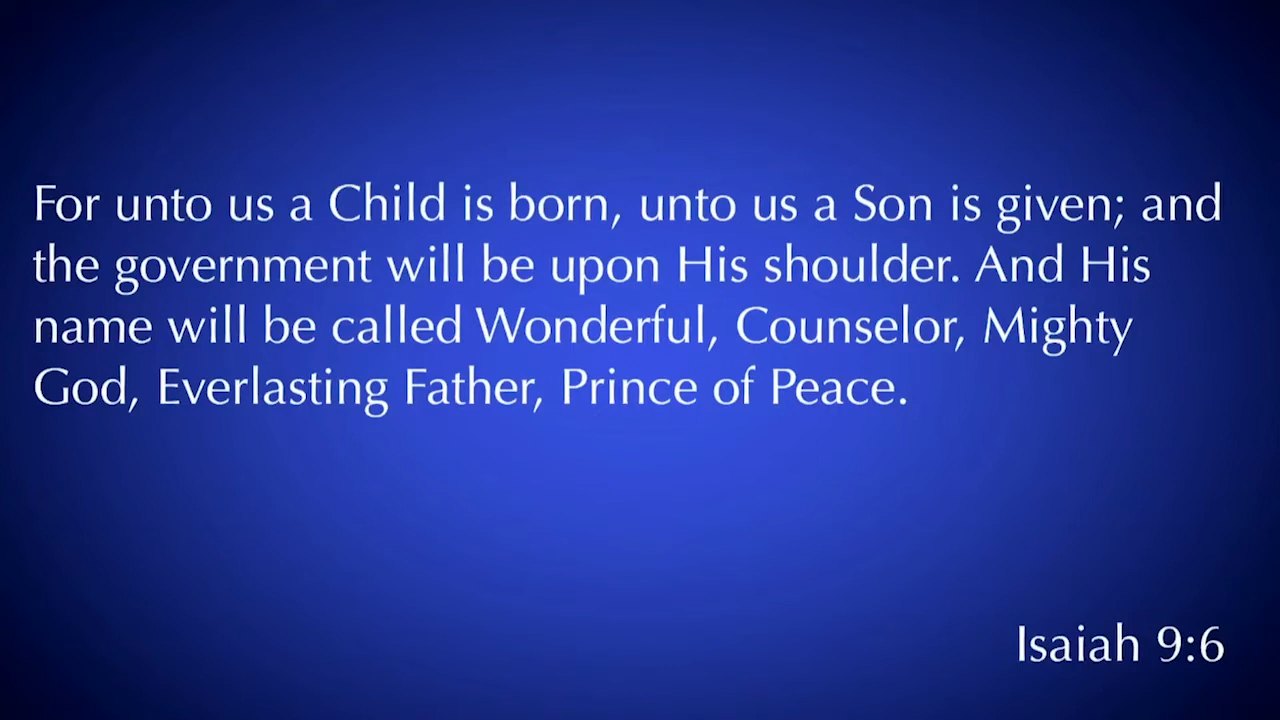 For unto us a Child is born, unto us a Son is given; and
the government will be upon His shoulder. And His
name will be called Wonderful, Counselor, Mighty
God, Everlasting Father, Prince of Peace.
Isaiah 9:6